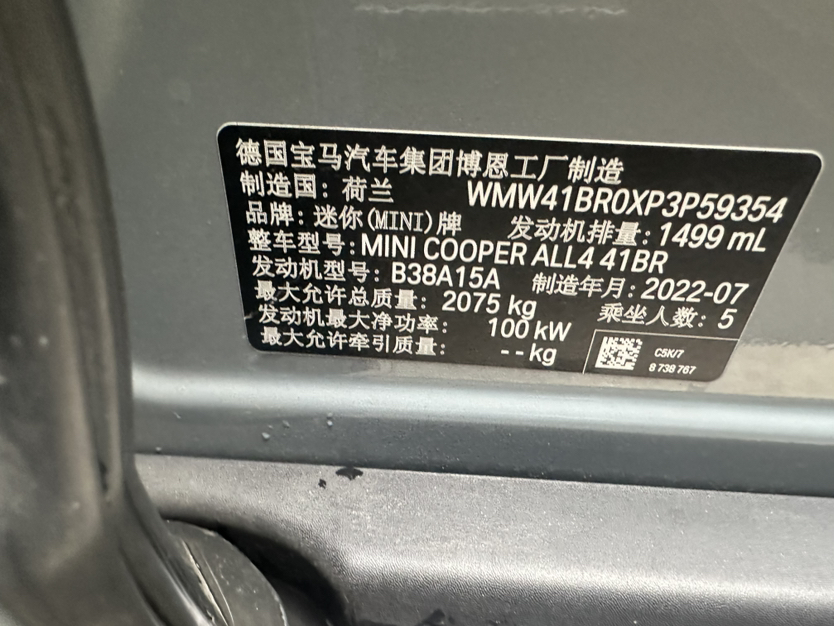 德国宝马汽车集团博恩工厂制造
制造国：荷兰 WMW41BR0XP3P59354
品牌：迷你(MINI)牌 发动机排量：1499 mL
整车型号：MINI COOPER ALL4 41BR
发动机型号：B38A15A 制造年月：2022-07
最大允许总质量：2075 kg 乘坐人数：5
发动机最大净功率：100 kW
最大允许牵引质量：--kg
C5K/7
8 738 767